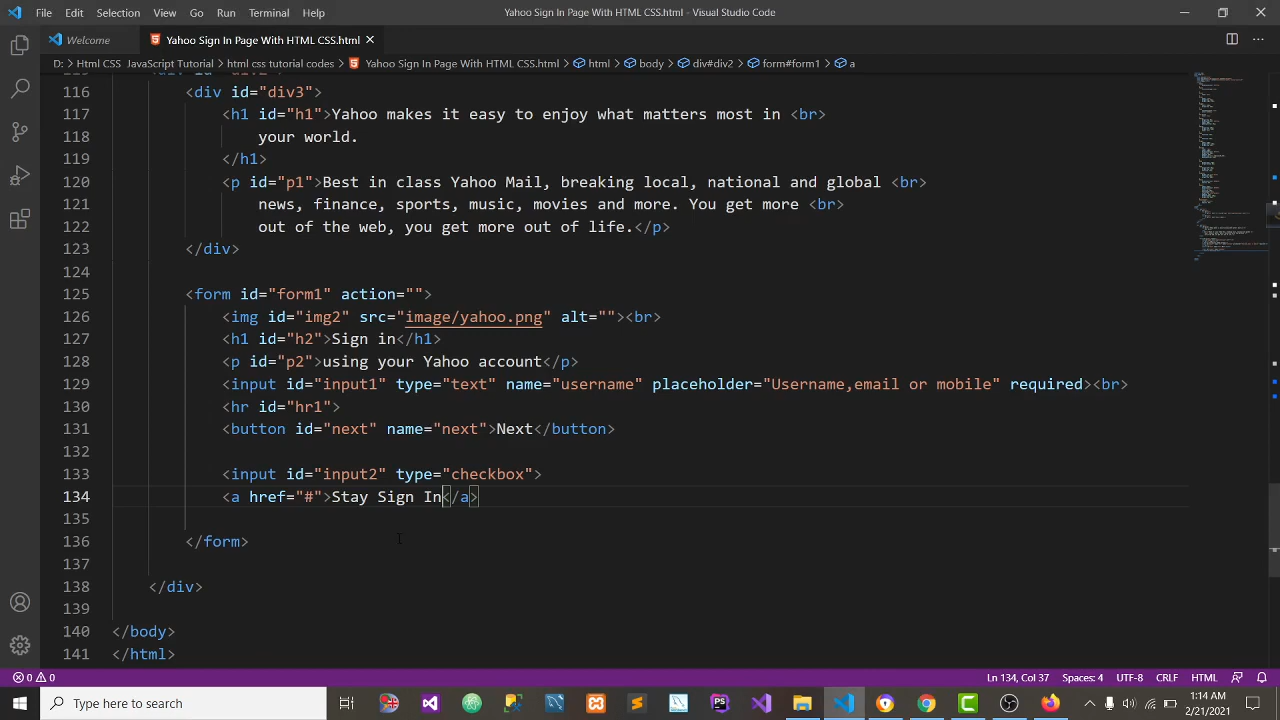 File Edit Selection View Go Run Terminal Help Yahoo Sign In Page With HTML CSS.html - Visual Studio Code
Welcome Yahoo Sign In Page With HTML CSS.html
D: > Html CSS JavaScript Tutorial > html css tutorial codes > Yahoo Sign In Page With HTML CSS.html > html > body > div#div2 > form#form1 > a
116 <div id="div3">
117 <h1 id="h1">Yahoo makes it easy to enjoy what matters most in <br>
118 your world.
119 </h1>
120 <p id="p1">Best in class Yahoo Mail, breaking local, national and global <br>
121 news, finance, sports, music, movies and more. You get more <br>
122 out of the web, you get more out of life.</p>
123 </div>
124
125 <form id="form1" action="">
126 <img id="img2" src="image/yahoo.png" alt=""><br>
127 <h1 id="h2">Sign in</h1>
128 <p id="p2">using your Yahoo account</p>
129 <input id="input1" type="text" name="username" placeholder="Username,email or mobile" required><br>
130 <hr id="hr1">
131 <button id="next" name="next">Next</button>
132
133 <input id="input2" type="checkbox">
134 <a href="#">Stay Sign In</a>
135
136 </form>
137
138 </div>
139
140 </body>
141 </html>
0 0 Ln 134, Col 37 Spaces: 4 UTF-8 CRLF HTML
Type here to search PS C 1:14 AM
2/21/2021